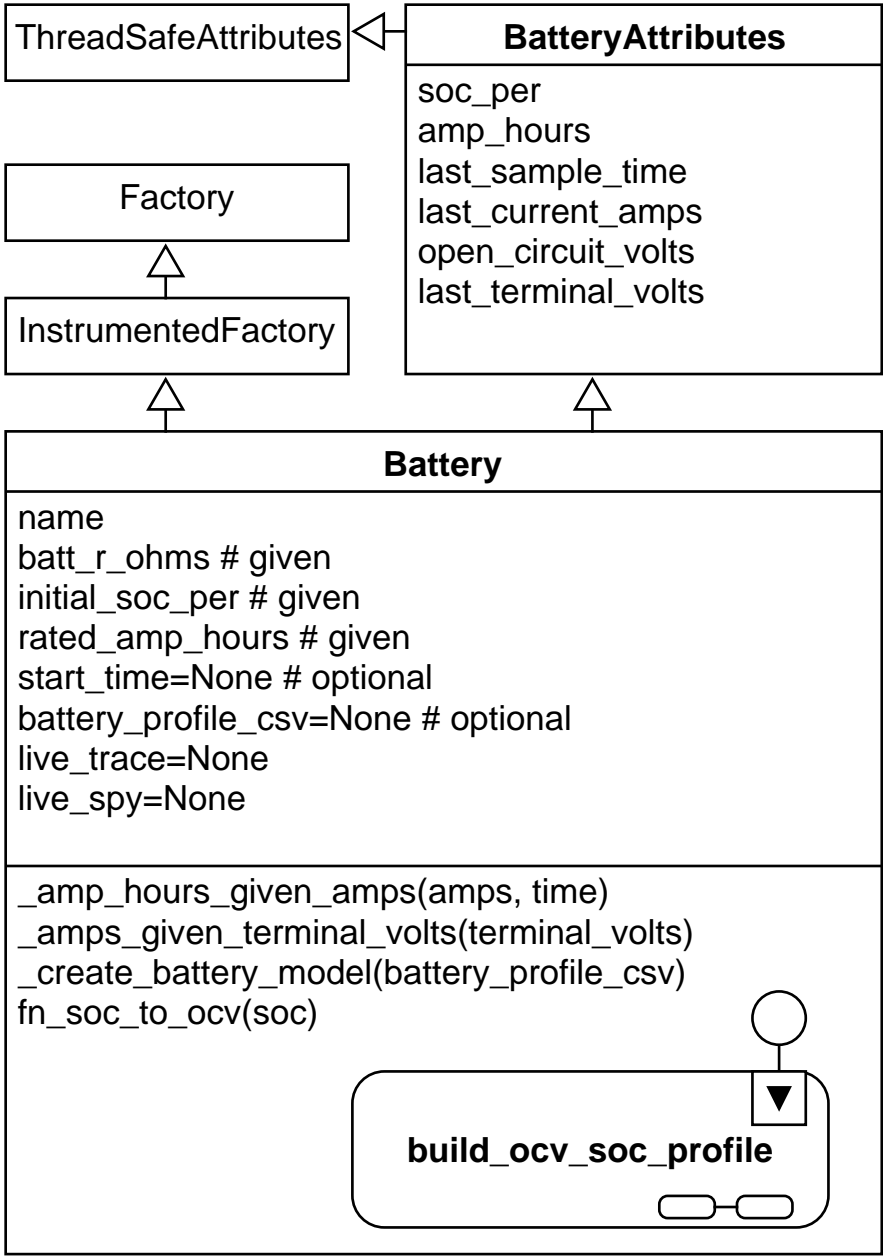 ThreadSafeAttributes
BatteryAttributes
soc_per
amp_hours
last_sample_time
last_current_amps
open_circuit_volts
last_terminal_volts
Factory
InstrumentedFactory
Battery
name
batt_r_ohms # given
initial_soc_per # given
rated_amp_hours # given
start_time=None # optional
battery_profile_csv=None # optional
live_trace=None
live_spy=None
_amp_hours_given_amps(amps, time)
_amps_given_terminal_volts(terminal_volts)
_create_battery_model(battery_profile_csv)
fn_soc_to_ocv(soc)
build_ocv_soc_profile